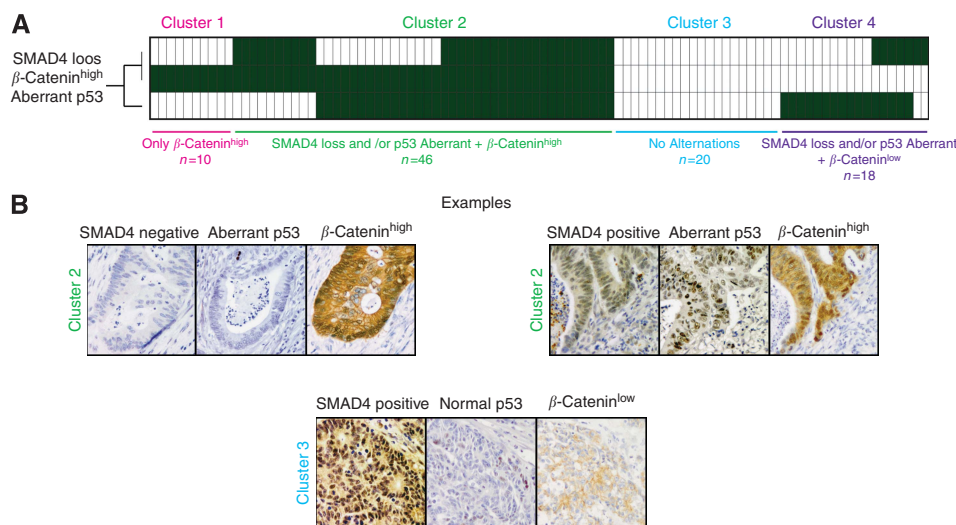 A
Cluster 1 Cluster 2 Cluster 3 Cluster 4
SMAD4 loos
β-Catenin^high
Aberrant p53
Only β-Catenin^high
n=10
SMAD4 loss and /or p53 Aberrant + β-Catenin^high
n=46
No Alternations
n=20
SMAD4 loss and/or p53 Aberrant
+ β-Catenin^low
n=18
B
Examples
SMAD4 negative Aberrant p53 β-Catenin^high
Cluster 2
SMAD4 positive Aberrant p53 β-Catenin^high
Cluster 2
SMAD4 positive Normal p53 β-Catenin^low
Cluster 3